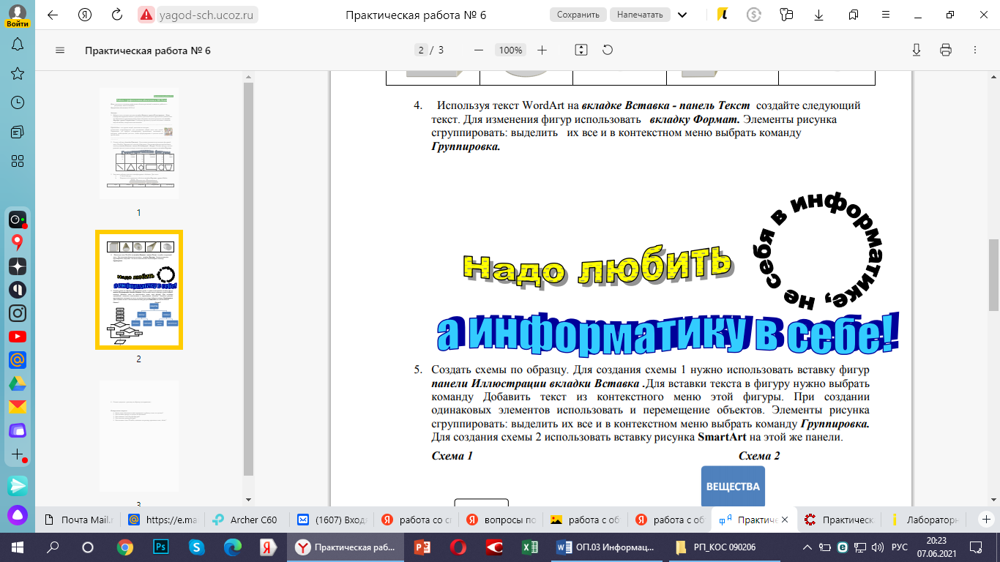 yagod-sch.ucoz.ru
Практическая работа № 6
Сохранить
Напечатать
Войти
Практическая работа № 6
2 / 3
100%
4. Используя текст WordArt на вкладке Вставка - панель Текст создайте следующий
текст. Для изменения фигур использовать вкладку Формат. Элементы рисунка
сгруппировать: выделить их все и в контекстном меню выбрать команду
Группировка.
Надо любить
не себя в информатике,
а информатику в себе!
5. Создать схемы по образцу. Для создания схемы 1 нужно использовать вставку фигур
панели Иллюстрации вкладки Вставка .Для вставки текста в фигуру нужно выбрать
команду Добавить текст из контекстного меню этой фигуры. При создании
одинаковых элементов использовать и перемещение объектов. Элементы рисунка
сгруппировать: выделить их все и в контекстном меню выбрать команду Группировка.
Для создания схемы 2 использовать вставку рисунка SmartArt на этой же панели.
Схема 1
Схема 2
ВЕЩЕСТВА
1
2
3
Почта Mail.r
https://e.ma
Archer C60
(1607) Входя
работа со сп
вопросы по
работа с об
работа с об
Практиче
Практическ
Лабораторн
Практическая раб...
ОП.03 Информац...
РП_КОС 090206
РУС
20:23
07.06.2021